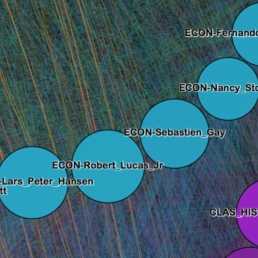 ECON-Fernando
ECON-Nancy_Sto
ECON-Sebastien_Gay
ECON-Robert_Lucas_Jr
-Lars_Peter_Hansen
tt
CLAS_HIS